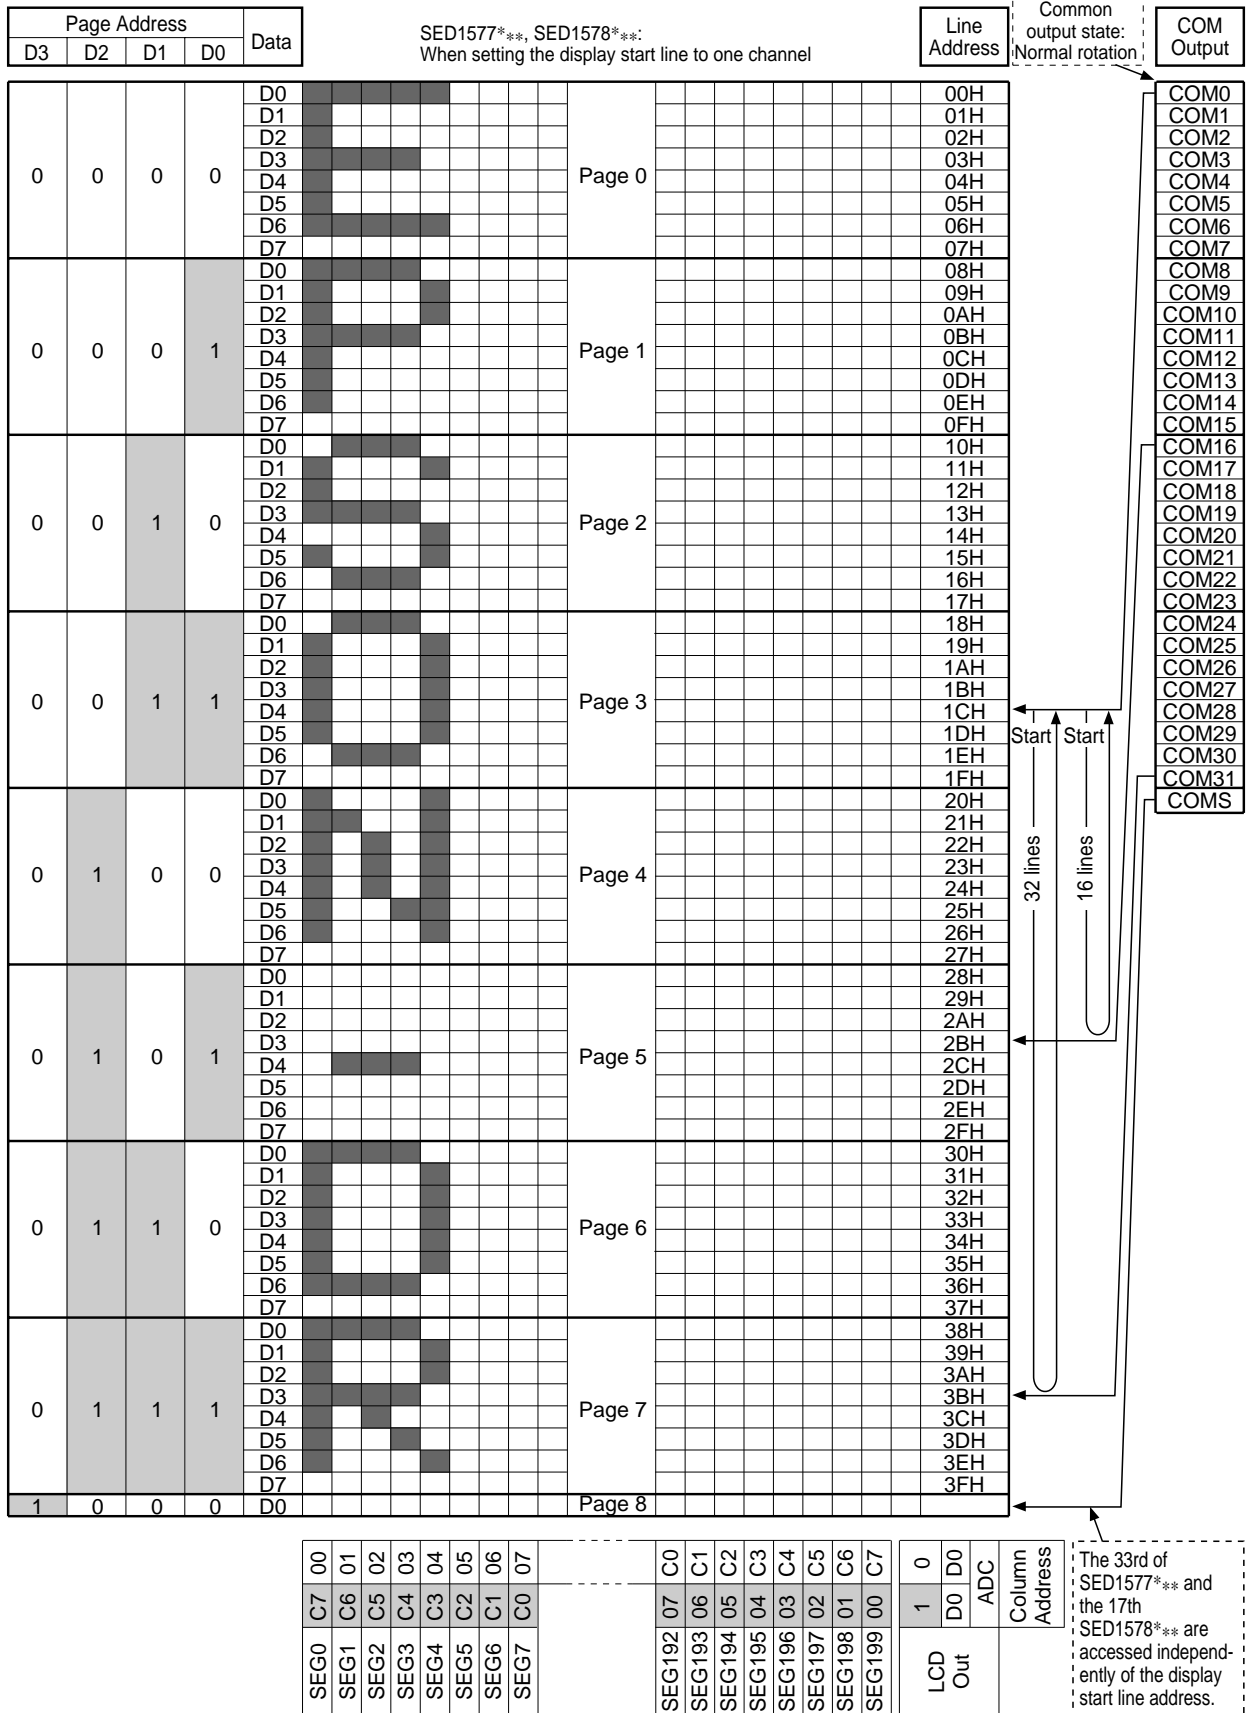 Page Address
D3 D2 D1 D0
Data
SED1577***, SED1578***:
When setting the display start line to one channel
Line
Address
Common
output state:
Normal rotation
COM
Output
0 0 0 0
D0 00H COM0
D1 01H COM1
D2 02H COM2
D3 03H COM3
D4 Page 0 04H COM4
D5 05H COM5
D6 06H COM6
D7 07H COM7
0 0 0 1
D0 08H COM8
D1 09H COM9
D2 0AH COM10
D3 0BH COM11
D4 Page 1 0CH COM12
D5 0DH COM13
D6 0EH COM14
D7 0FH COM15
0 0 1 0
D0 10H COM16
D1 11H COM17
D2 12H COM18
D3 13H COM19
D4 Page 2 14H COM20
D5 15H COM21
D6 16H COM22
D7 17H COM23
0 0 1 1
D0 18H COM24
D1 19H COM25
D2 1AH COM26
D3 1BH COM27
D4 Page 3 1CH COM28
D5 1DH Start Start COM29
D6 1EH COM30
D7 1FH COM31
0 1 0 0
D0 20H COMS
D1 21H
D2 22H
D3 23H
D4 Page 4 24H 32 lines 16 lines
D5 25H
D6 26H
D7 27H
0 1 0 1
D0 28H
D1 29H
D2 2AH
D3 2BH
D4 Page 5 2CH
D5 2DH
D6 2EH
D7 2FH
0 1 1 0
D0 30H
D1 31H
D2 32H
D3 33H
D4 Page 6 34H
D5 35H
D6 36H
D7 37H
0 1 1 1
D0 38H
D1 39H
D2 3AH
D3 3BH
D4 Page 7 3CH
D5 3DH
D6 3EH
D7 3FH
1 0 0 0 D0 Page 8
00 01 02 03 04 05 06 07 C0 C1 C2 C3 C4 C5 C6 C7 0 D0
C7 C6 C5 C4 C3 C2 C1 C0 07 06 05 04 03 02 01 00 1 D0
ADC
Column
Address
SEG0 SEG1 SEG2 SEG3 SEG4 SEG5 SEG6 SEG7 SEG192 SEG193 SEG194 SEG195 SEG196 SEG197 SEG198 SEG199
LCD
Out
The 33rd of
SED1577*** and
the 17th
SED1578*** are
accessed independ-
ently of the display
start line address.